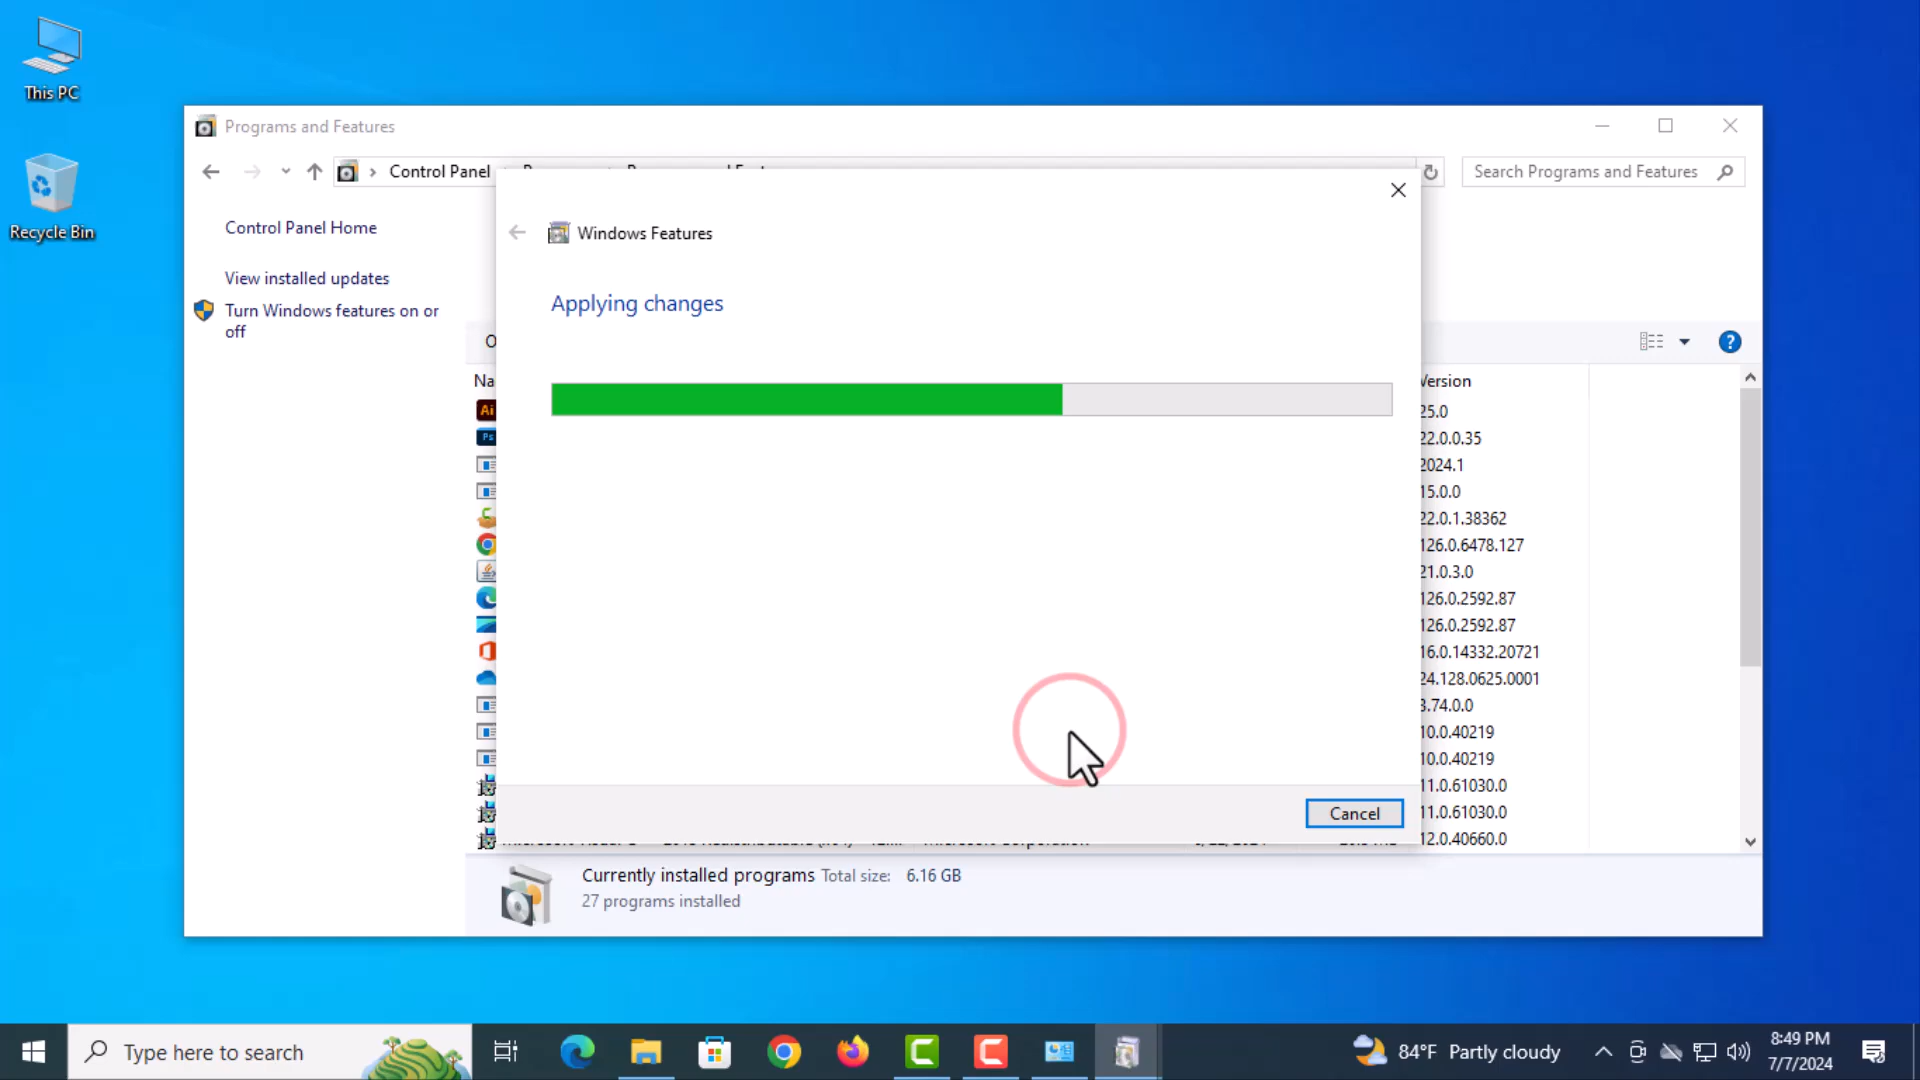 This PC
Recycle Bin
Programs and Features
Control Panel
Search Programs and Features
Control Panel Home
View installed updates
Turn Windows features on or
off
Windows Features
Applying changes
Version
25.0
22.0.0.35
2024.1
15.0.0
22.0.1.38362
126.0.6478.127
21.0.3.0
126.0.2592.87
126.0.2592.87
16.0.14332.20721
24.128.0625.0001
3.74.0.0
10.0.40219
10.0.40219
11.0.61030.0
11.0.61030.0
12.0.40660.0
Cancel
Currently installed programs Total size: 6.16 GB
27 programs installed
Type here to search
84°F Partly cloudy
8:49 PM
7/7/2024